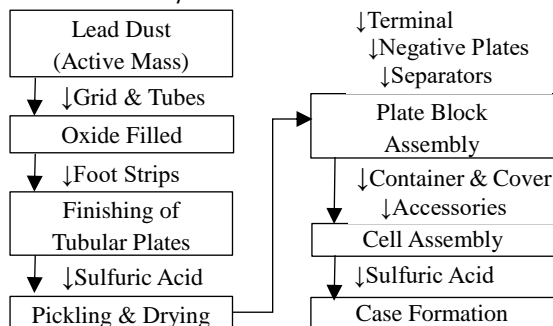 Lead Dust
(Active Mass)
↓Grid & Tubes
Oxide Filled
↓Foot Strips
Finishing of
Tubular Plates
↓Sulfuric Acid
Pickling & Drying
↓Terminal
↓Negative Plates
↓Separators
Plate Block
Assembly
↓Container & Cover
↓Accessories
Cell Assembly
↓Sulfuric Acid
Case Formation